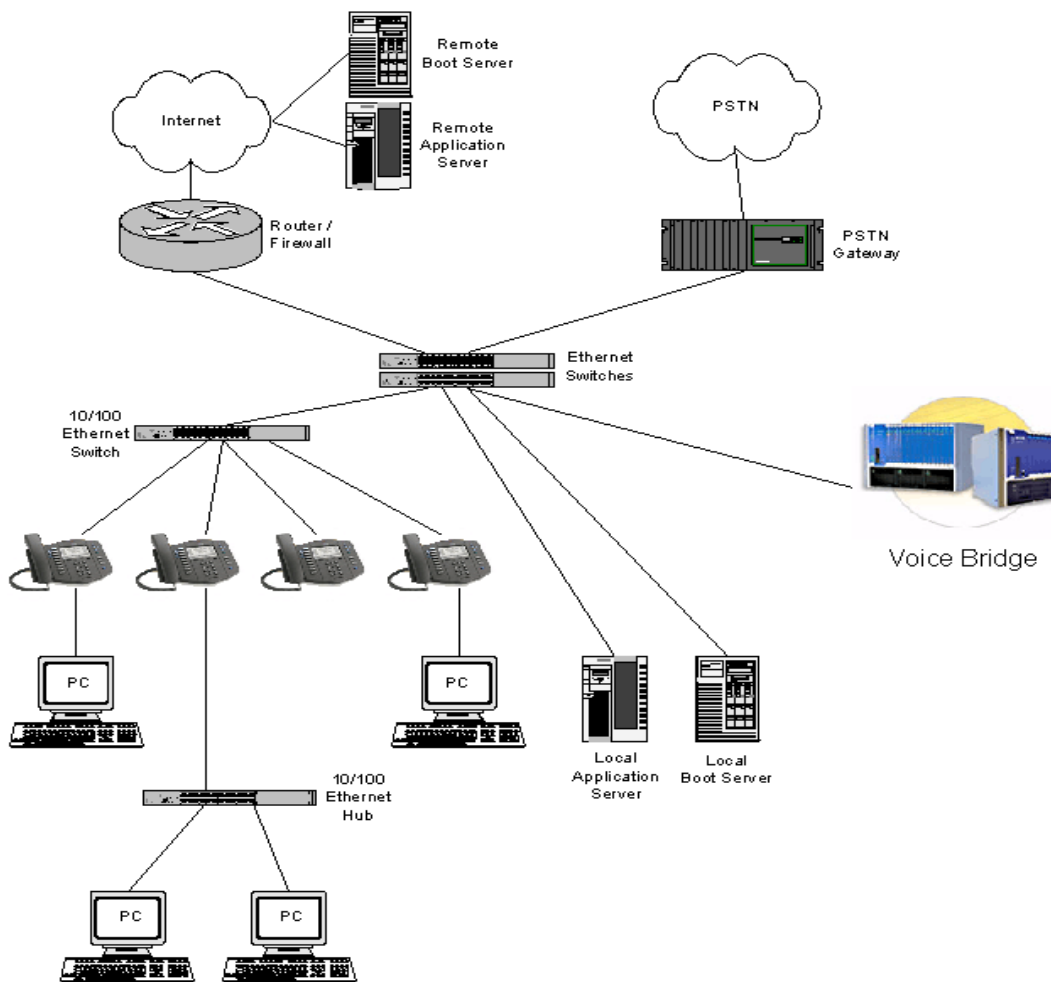 Remote
Boot Server
Internet
PSTN
Remote
Application
Server
Router /
Firewall
PSTN
Gateway
Ethernet
Switches
10/100
Ethernet
Switch
Voice Bridge
PC
PC
Local
Application
Server
Local
Boot Server
10/100
Ethernet
Hub
PC
PC